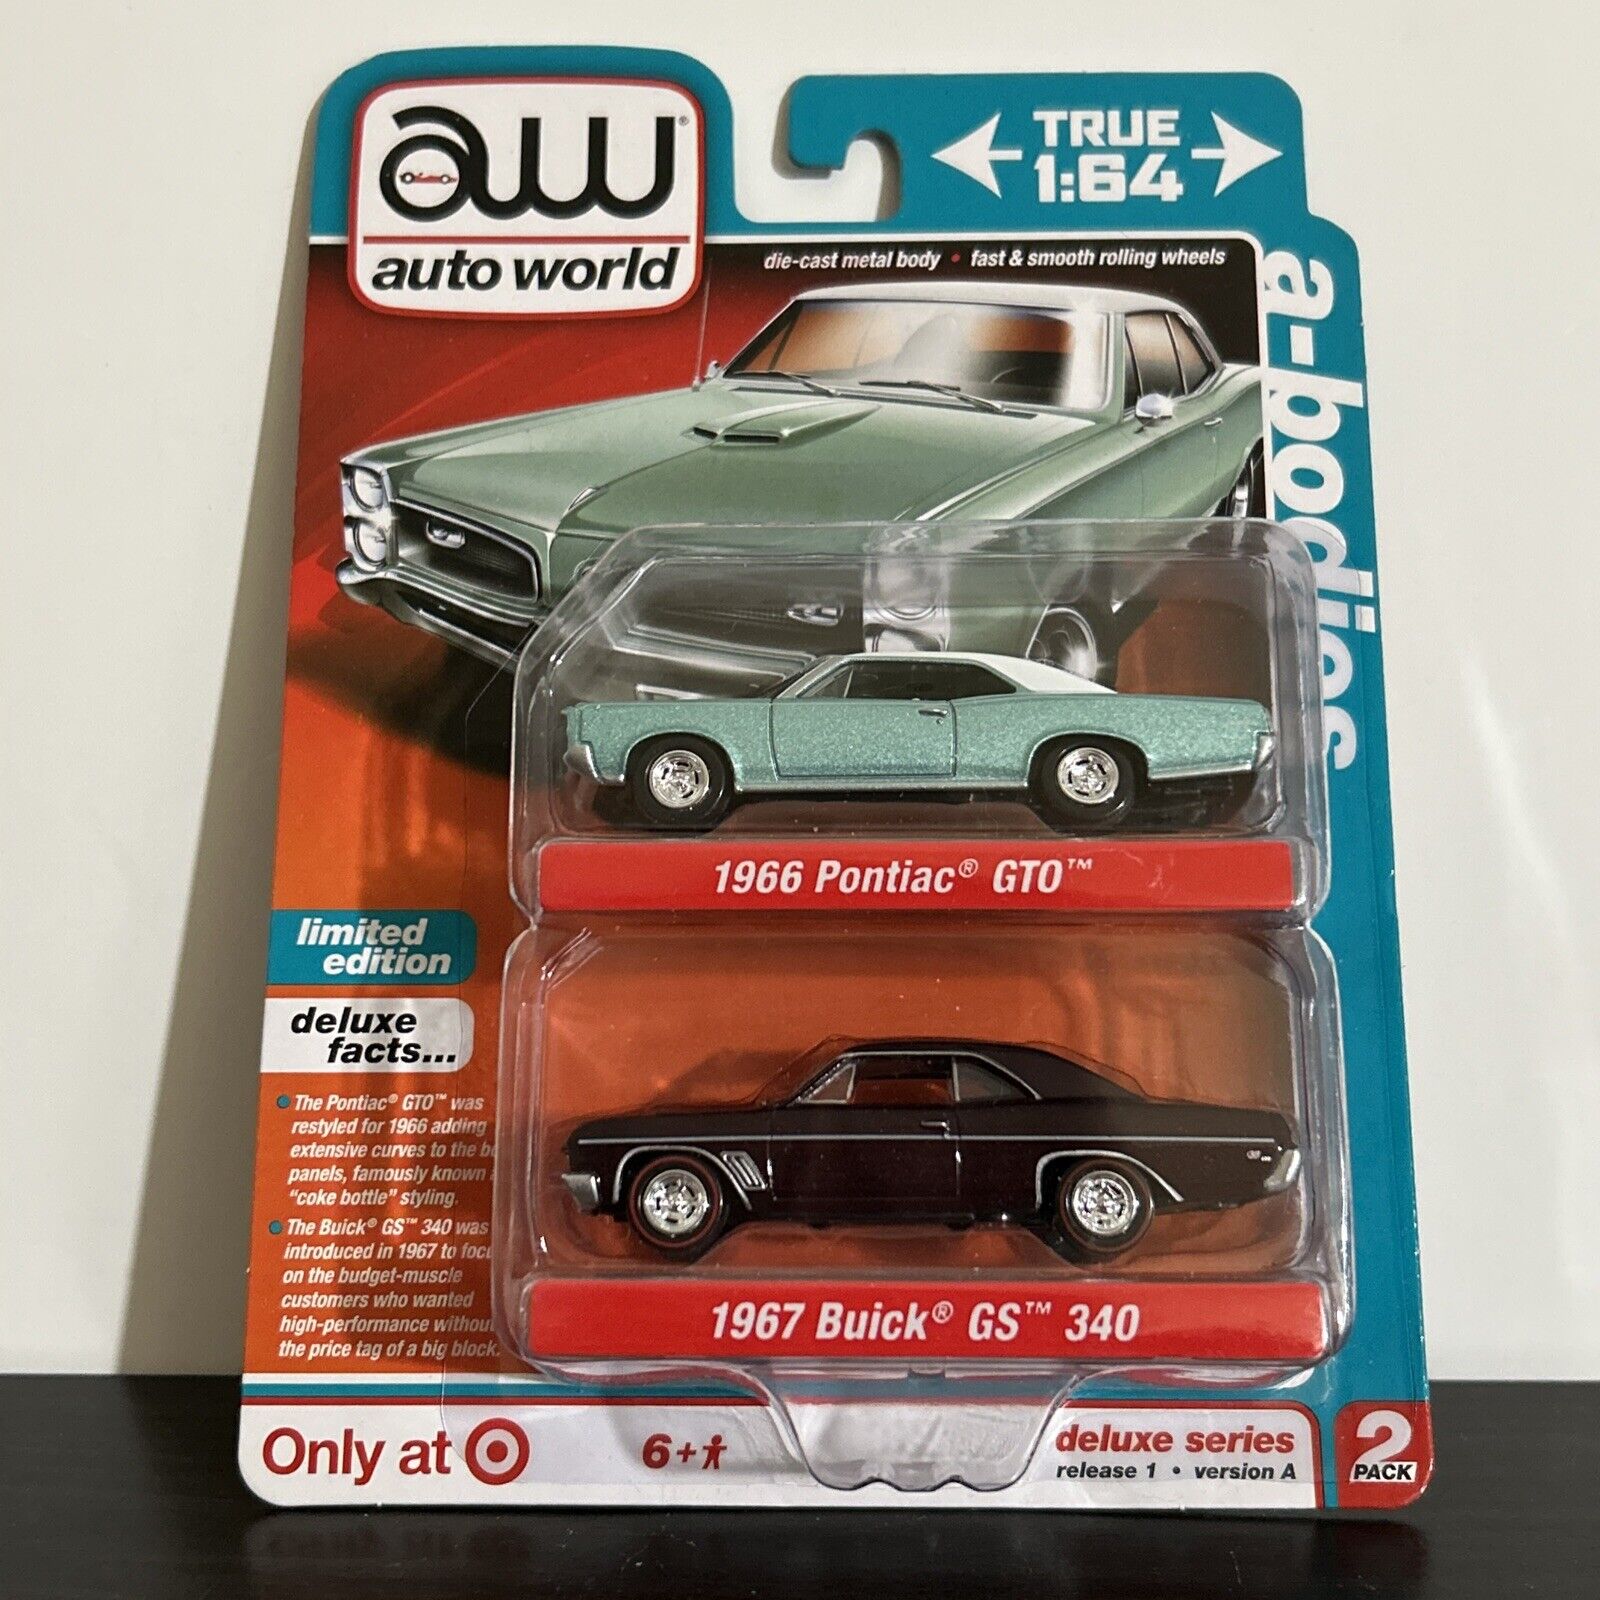 aw®
auto world
TRUE
1:64
die-cast metal body • fast & smooth rolling wheels
a-bodies
1966 Pontiac® GTO™
limited
edition
deluxe
facts...
• The Pontiac® GTO™ was
restyled for 1966 adding
extensive curves to the
panels, famously known
"coke bottle" styling.
• The Buick® GS™ 340 was
introduced in 1967 to
on the budget-muscle
customers who wanted
high-performance
the price tag of a big block.
1967 Buick® GS™ 340
Only at
6+
deluxe series
release 1 • version A
2
PACK